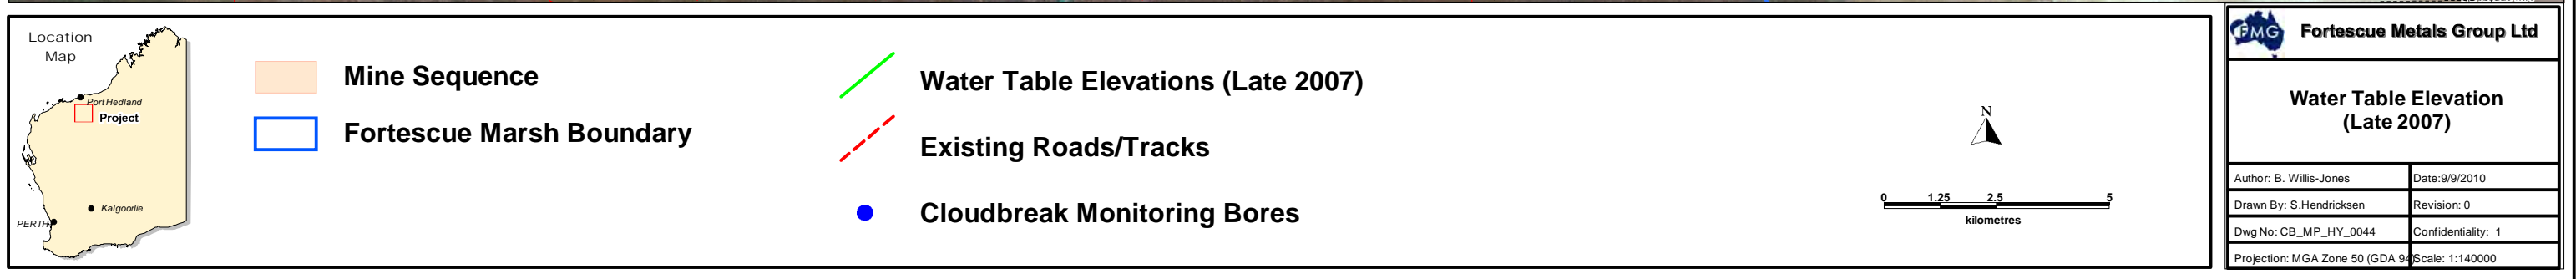 Location
Map
Port Hedland
Project
Kalgoorlie
PERTH
Mine Sequence
Fortescue Marsh Boundary
Water Table Elevations (Late 2007)
Existing Roads/Tracks
Cloudbreak Monitoring Bores
N
0 1.25 2.5 5
kilometres
FMG
Fortescue Metals Group Ltd
Water Table Elevation
(Late 2007)
Author: B. Willis-Jones Date:9/9/2010
Drawn By: S.Hendricksen Revision: 0
Dwg No: CB_MP_HY_0044 Confidentiality: 1
Projection: MGA Zone 50 (GDA 94) Scale: 1:140000